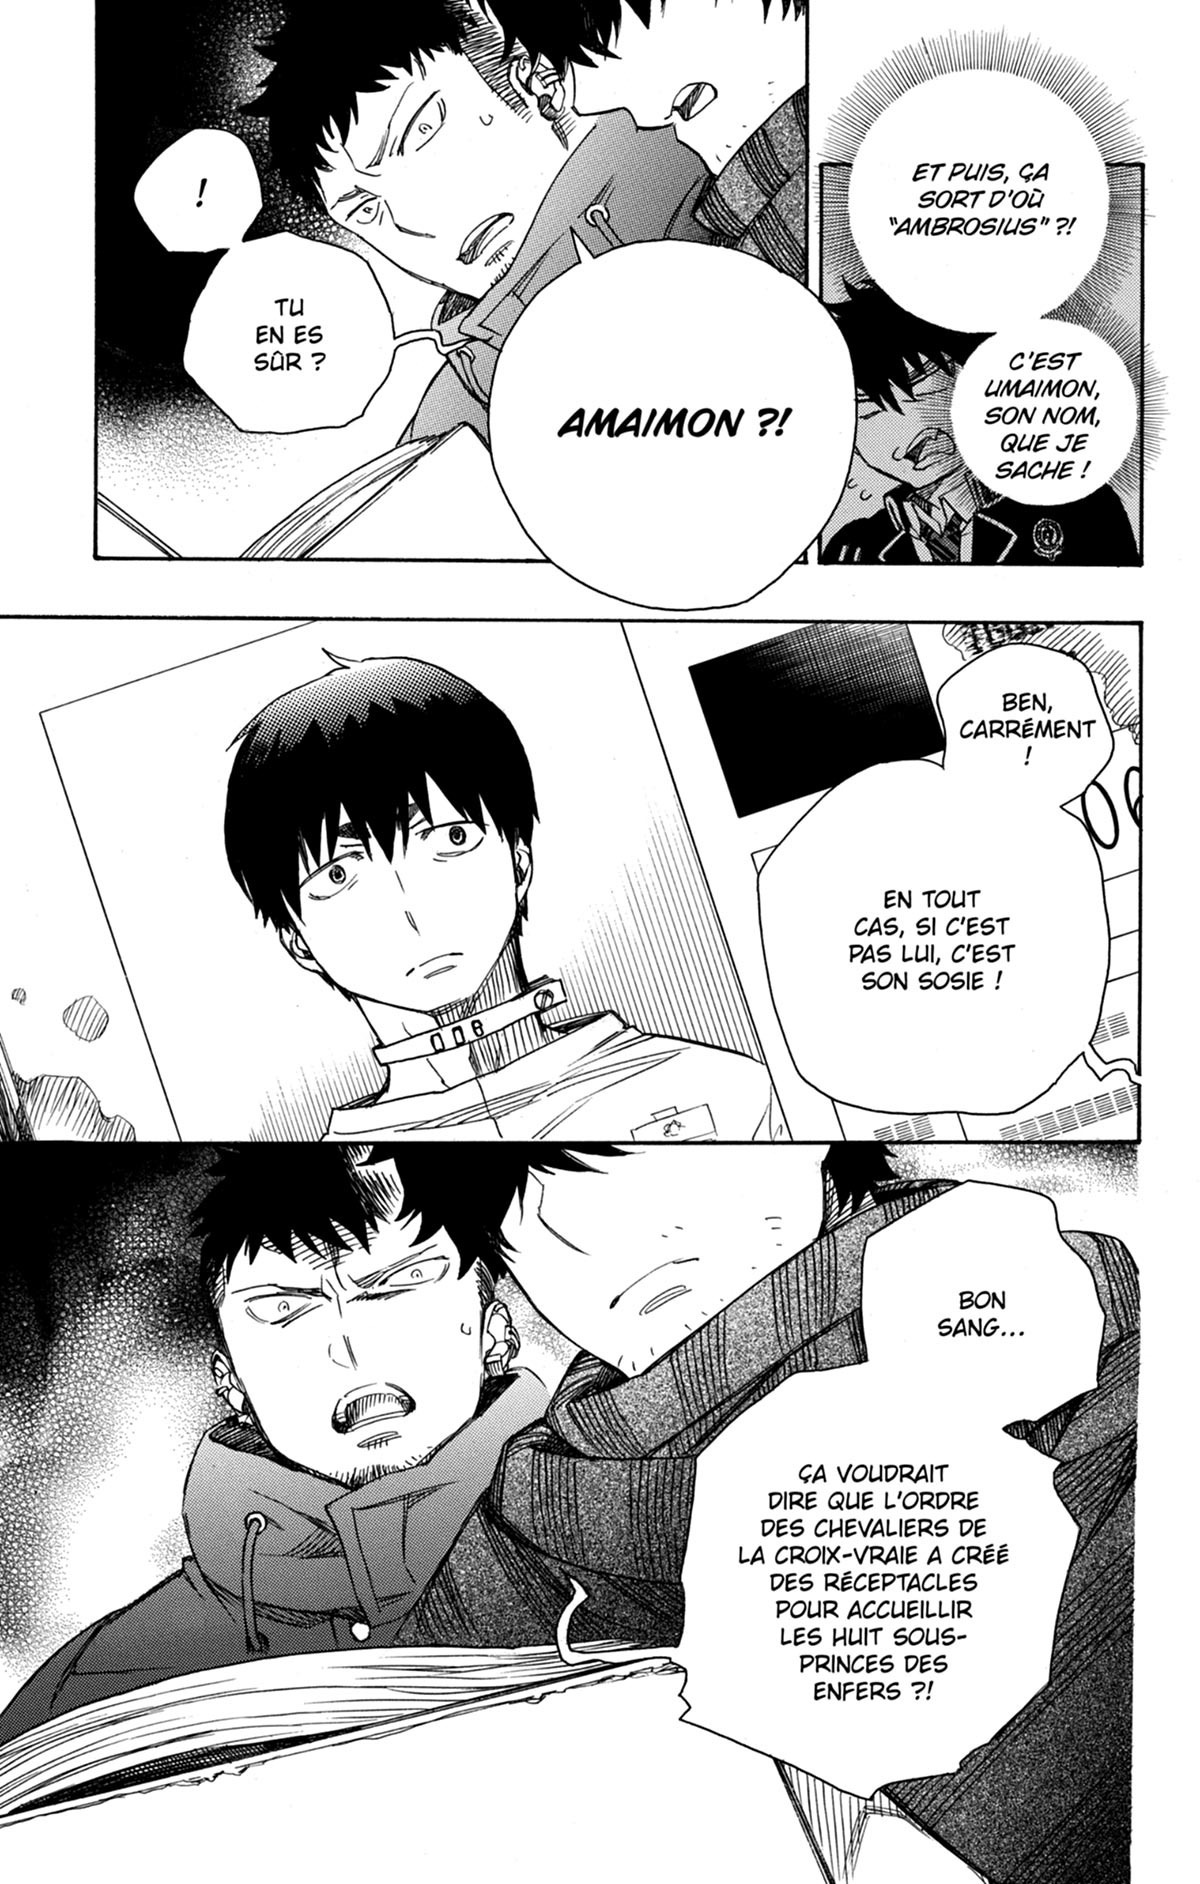 ET PUIS, ÇA
SORT D'OÙ
"AMBROSIUS" ?!
C'EST
UMAIMON,
SON NOM,
QUE JE
SACHE !
AMAIMON ?!
!
TU
EN ES
SÛR ?
BEN,
CARRÉMENT
!
06
EN TOUT
CAS, SI C'EST
PAS LUI, C'EST
SON SOSIE !
006
BON
SANG...
ÇA VOUDRAIT
DIRE QUE L'ORDRE
DES CHEVALIERS DE
LA CROIX-VRAIE A CRÉÉ
DES RÉCEPTACLES
POUR ACCUEILLIR
LES HUIT SOUS-
PRINCES DES
ENFERS ?!